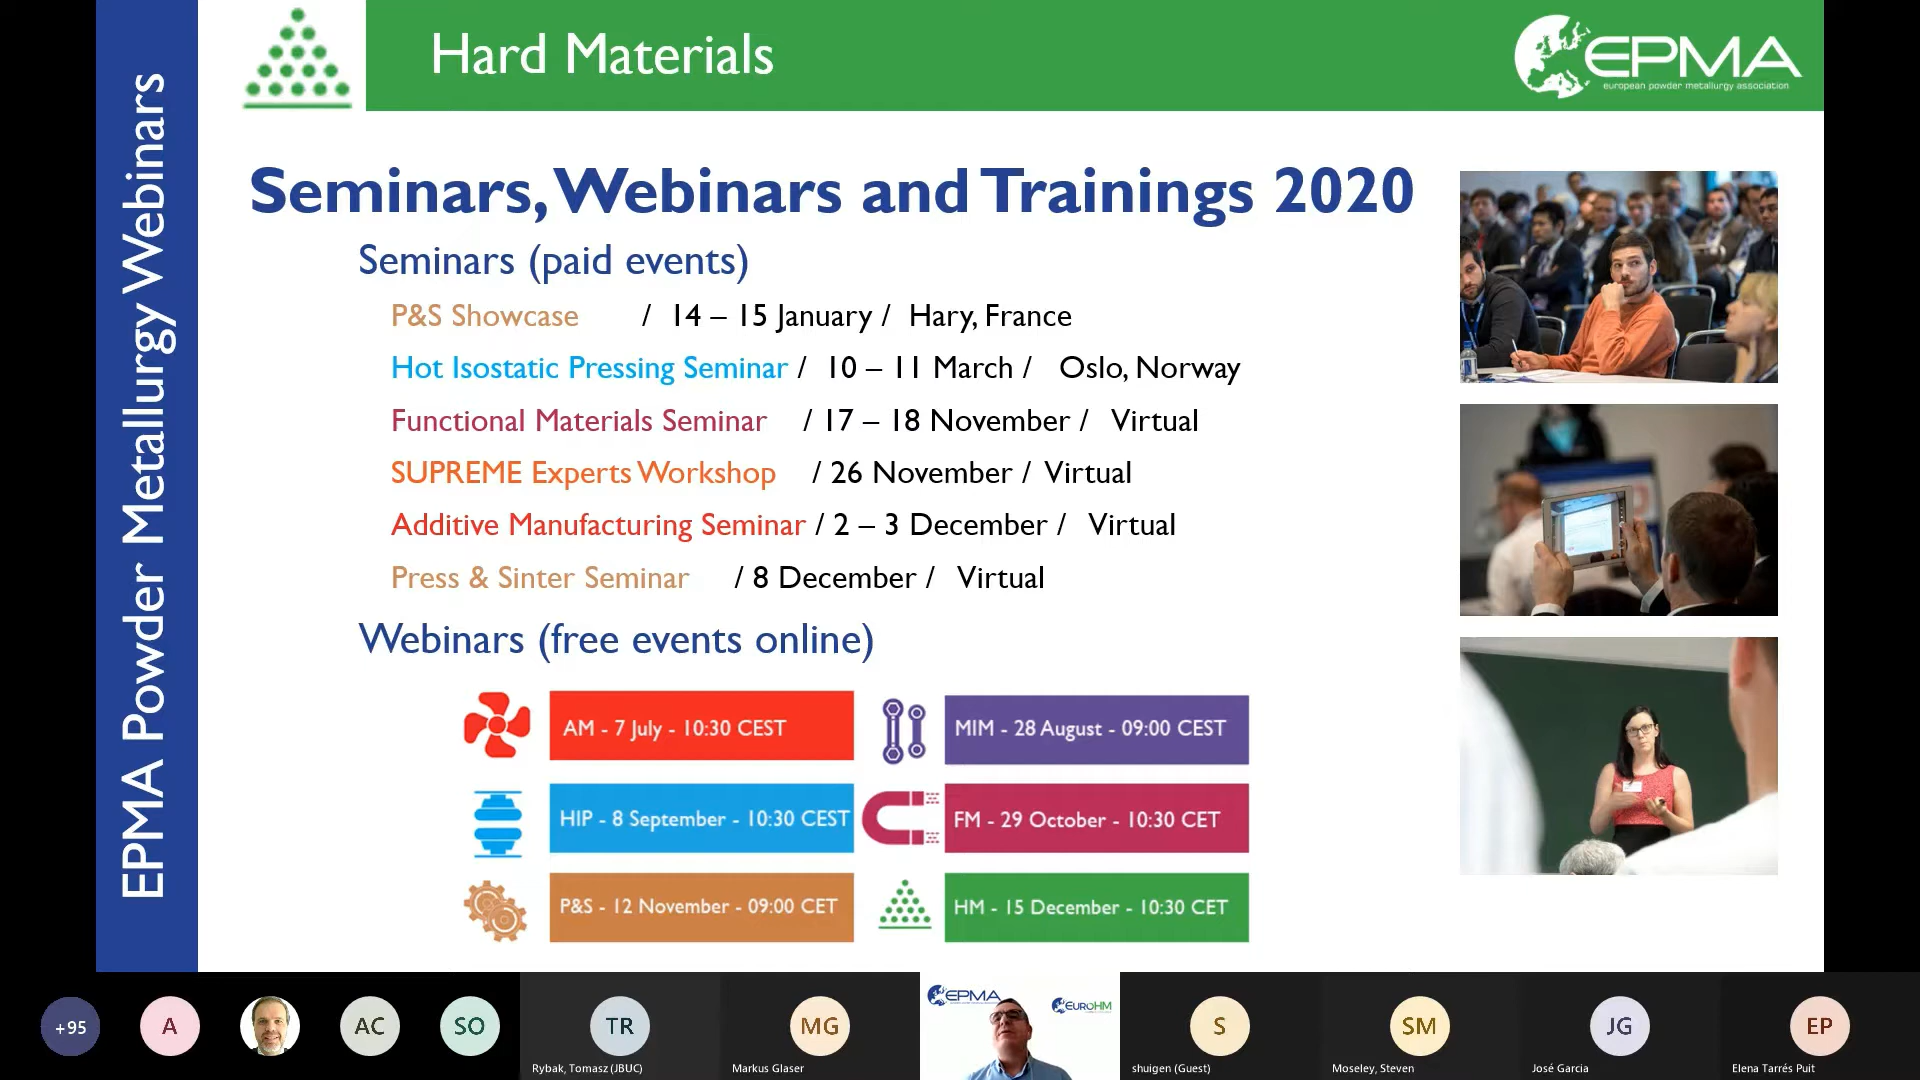 EPMA Powder Metallurgy Webinars
Hard Materials
EPMA
european powder metallurgy association
Seminars, Webinars and Trainings 2020
Seminars (paid events)
P&S Showcase / 14 – 15 January / Hary, France
Hot Isostatic Pressing Seminar / 10 – 11 March / Oslo, Norway
Functional Materials Seminar / 17 – 18 November / Virtual
SUPREME Experts Workshop / 26 November / Virtual
Additive Manufacturing Seminar / 2 – 3 December / Virtual
Press & Sinter Seminar / 8 December / Virtual
Webinars (free events online)
AM - 7 July - 10:30 CEST
MIM - 28 August - 09:00 CEST
HIP - 8 September - 10:30 CEST
FM - 29 October - 10:30 CET
P&S - 12 November - 09:00 CET
HM - 15 December - 10:30 CET
+95
A
AC
SO
TR
Rybak, Tomasz (JBUC)
MG
Markus Glaser
EPMA
EUROHM
S
shuigen (Guest)
SM
Moseley, Steven
JG
José Garcia
EP
Elena Tarrés Puit